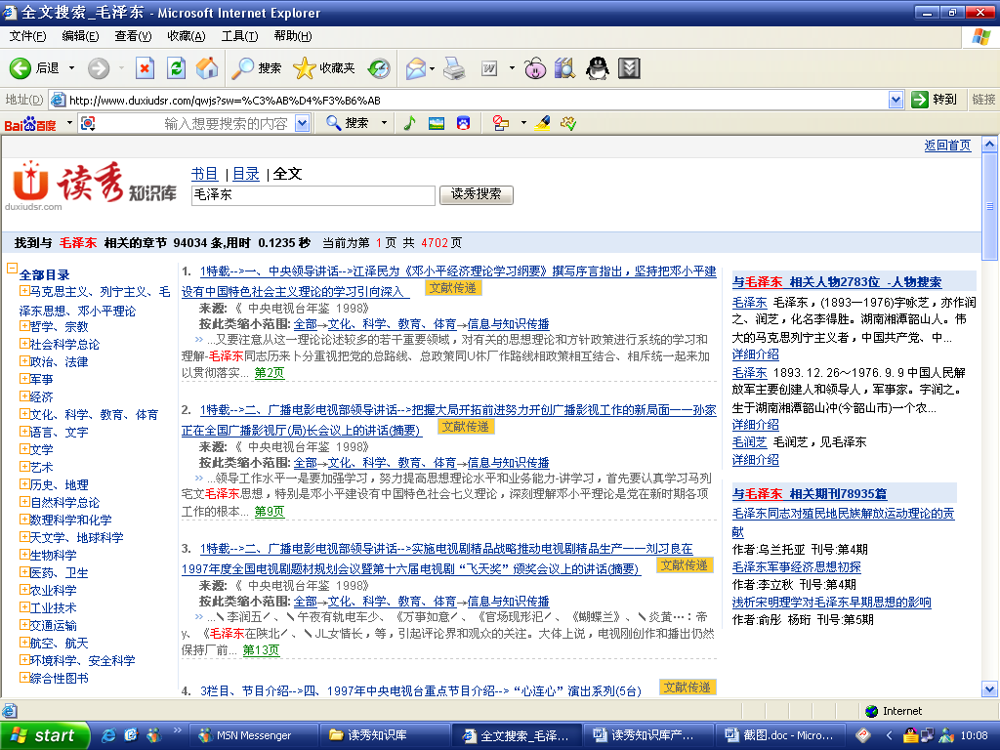 全文搜索_毛泽东 - Microsoft Internet Explorer
文件(F) 编辑(E) 查看(V) 收藏(A) 工具(T) 帮助(H)
后退 搜索 收藏夹
地址(D) http://www.duxiudsr.com/qwjs?sw=%C3%AB%D4%F3%B6%AB 转到 链接
Bai百度 输入想要搜索的内容 搜索
返回首页
读秀知识库
duxiudsr.com
书目 | 目录 | 全文
毛泽东 读秀搜索
找到与 毛泽东 相关的章节 94034 条,用时 0.1235 秒 当前为第 1 页 共 4702 页
全部目录
马克思主义、列宁主义、毛
泽东思想、邓小平理论
哲学、宗教
社会科学总论
政治、法律
军事
经济
文化、科学、教育、体育
语言、文字
文学
艺术
历史、地理
自然科学总论
数理科学和化学
天文学、地球科学
生物科学
医药、卫生
农业科学
工业技术
交通运输
航空、航天
环境科学、安全科学
综合性图书
1. 1特载-->一、中央领导讲话-->江泽民为《邓小平经济理论学习纲要》撰写序言指出，坚持把邓小平建
设有中国特色社会主义理论的学习引向深入 文献传递
来源:《 中央电视台年鉴 1998》
按此类缩小范围: 全部→文化、科学、教育、体育→信息与知识传播
» ...又要注意从这一理论论述较多的若干重要领域，对有关的思想理论和方针政策进行系统的学习和
理解-毛泽东同志历来卜分重视把党的总路线、总政策同U休厂作路线相政策相互结合、相斥统一起来加
以贯彻落实... 第2页
2. 1特载-->二、广播电影电视部领导讲话-->把握大局开拓前进努力开创广播影视工作的新局面——孙家
正在全国广播影视厅(局)长会议上的讲话(摘要) 文献传递
来源:《 中央电视台年鉴 1998》
按此类缩小范围: 全部→文化、科学、教育、体育→信息与知识传播
» ...领导工作水平一是要加强学习，努力提高思想理论水平和业务能力-讲学习，首先要认真学习马列
宅文毛泽东思想，特别是邓小平建设有中国特色社会七义理论，深刻理解邓小平理论是党在新时期各项
工作的根本... 第9页
3. 1特载-->二、广播电影电视部领导讲话-->实施电视剧精品战略推动电视剧精品生产——刘习良在
1997年度全国电视剧题材规划会议暨第十六届电视剧“飞天奖”颁奖会议上的讲话(摘要) 文献传递
来源:《 中央电视台年鉴 1998》
按此类缩小范围: 全部→文化、科学、教育、体育→信息与知识传播
» ...＼李润五／、＼午夜有轨电车少、《万事如意／、《官场现形汜／、《蝴蝶兰》、＼炎黄…：帝
y、《毛泽东在陕北／、＼JL女情长，等，引起评论界和观众的关注。大体上说，电视刚创作和播出仍然
保持厂前... 第13页
4. 3栏目、节目介绍-->四、1997年中央电视台重点节目介绍-->“心连心”演出系列(5台) 文献传递
与毛泽东 相关人物2783位 -人物搜索
毛泽东 毛泽东，(1893—1976)字咏芝，亦作润
之、润芝，化名李得胜。湖南湘潭韶山人。伟
大的马克思列宁主义者，中国共产党、中...
详细介绍
毛泽东 1893.12.26～1976.9.9中国人民解
放军主要创建人和领导人，军事家。字润之。
生于湖南湘潭韶山冲(今韶山市)一个农...
详细介绍
毛润芝 毛润芝，见毛泽东
详细介绍
与毛泽东 相关期刊78935篇
毛泽东同志对殖民地民族解放运动理论的贡
献
作者:乌兰托亚 刊号:第4期
毛泽东军事经济思想初探
作者:李立秋 刊号:第4期
浅析宋明理学对毛泽东早期思想的影响
作者:俞彤 杨珩 刊号:第5期
Internet
start MSN Messenger 读秀知识库 全文搜索_毛泽... 读秀知识库产... 截图.doc - Micros... 10:08